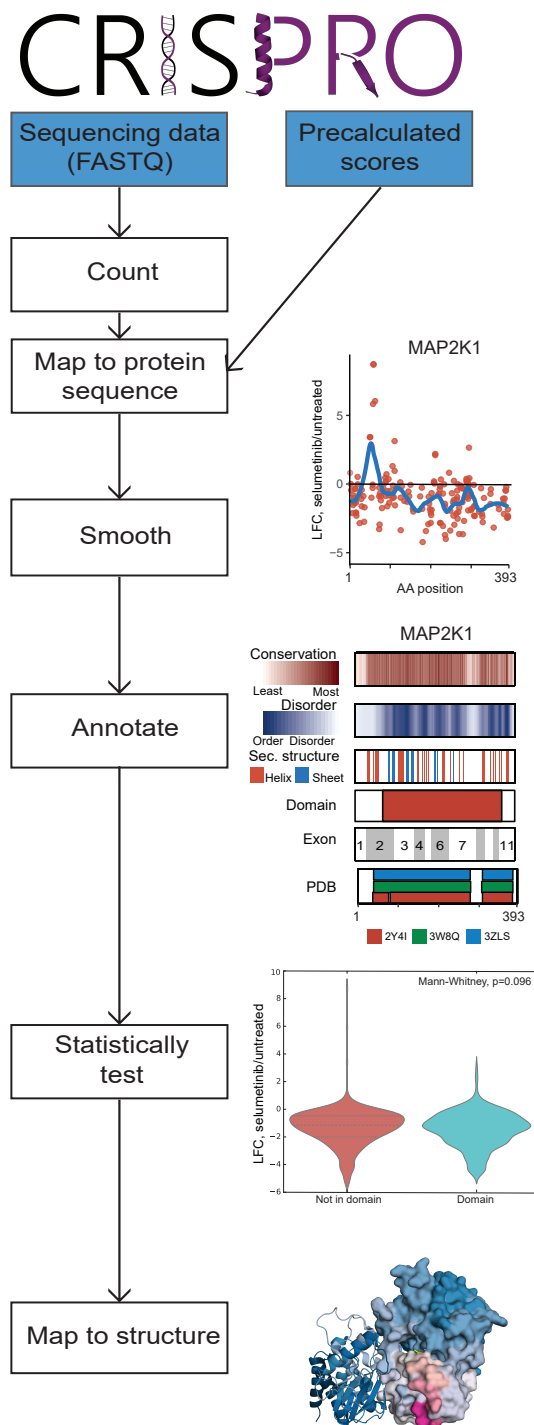 CRISPRO
Sequencing data
(FASTQ)
Precalculated
scores
Count
Map to protein
sequence
MAP2K1
LFC, selumetinib/untreated
5
0
−5
1
393
AA position
Smooth
MAP2K1
Conservation
Least
Most
Disorder
Order
Disorder
Sec. structure
Helix
Sheet
Annotate
Domain
Exon
1 2 3 4 6 7 11
PDB
1
393
2Y4I
3W8Q
3ZLS
Mann-Whitney, p=0.096
LFC, selumetinib/untreated
10
8
6
4
2
0
−2
−4
−6
Not in domain
Domain
Statistically
test
Map to structure